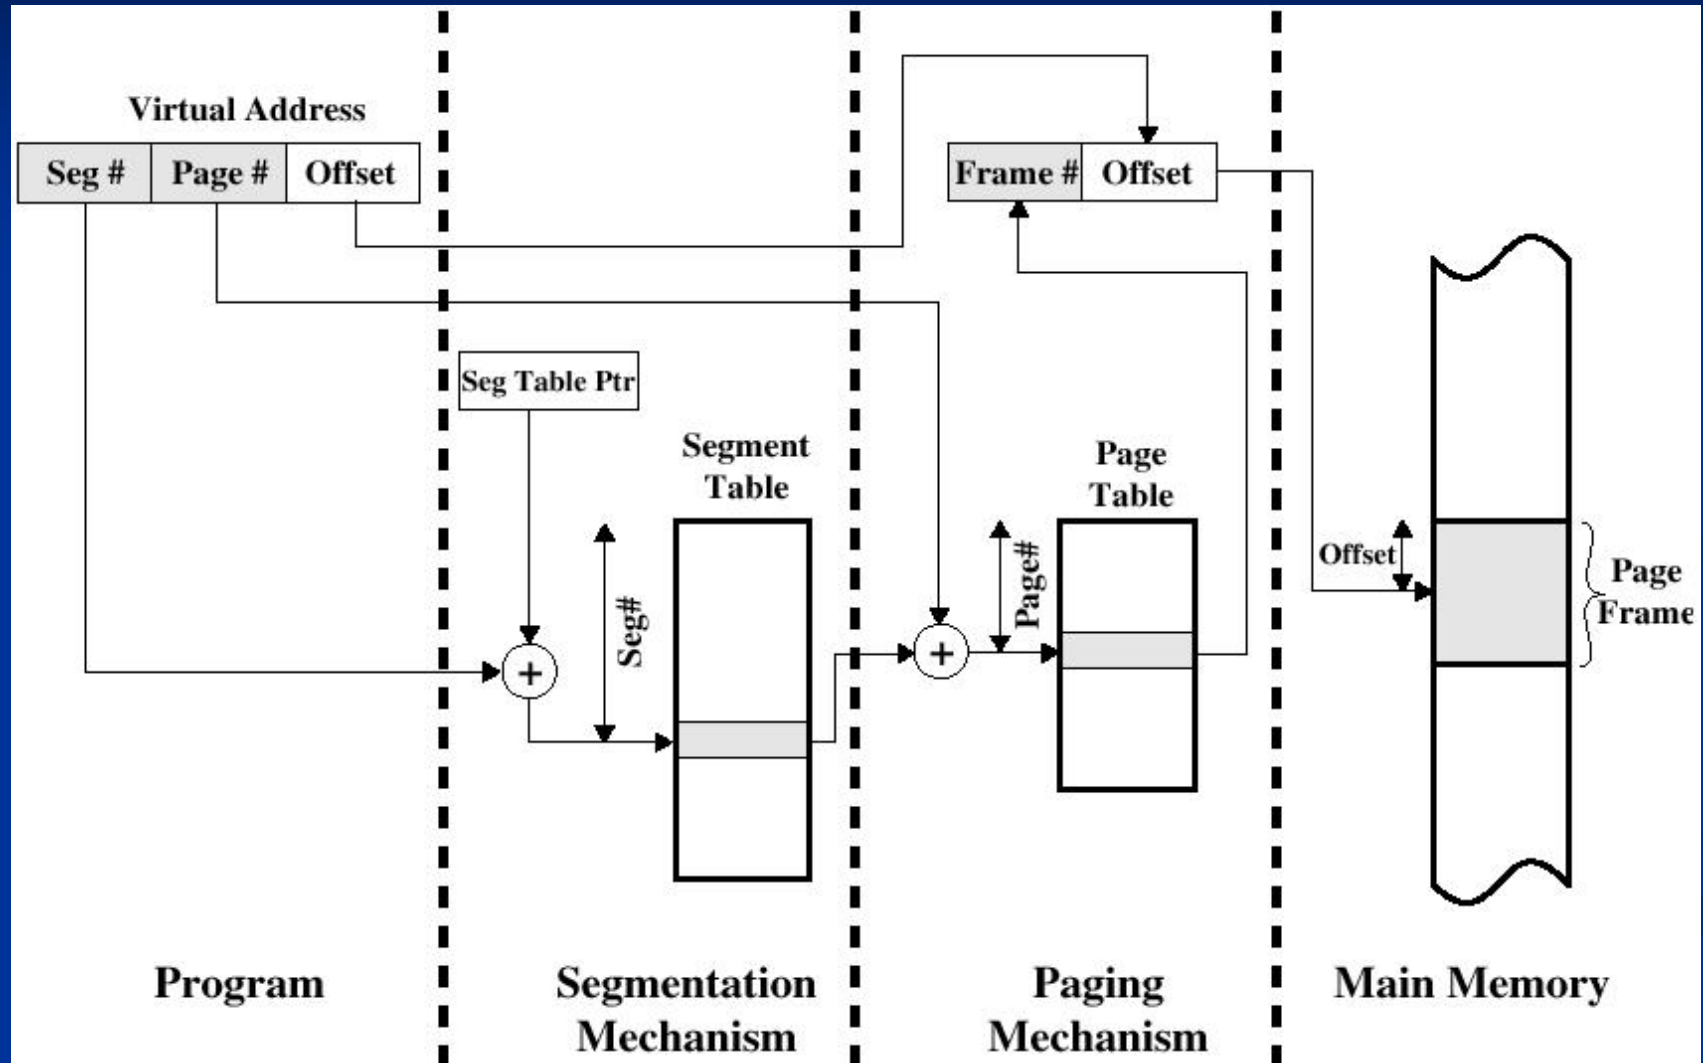 Virtual Address
Seg #
Page #
Offset
Frame #
Offset
Seg Table Ptr
Segment
Table
Page
Table
Seg#
+
Page#
+
Offset
Page
Frame
Program
Segmentation
Mechanism
Paging
Mechanism
Main Memory